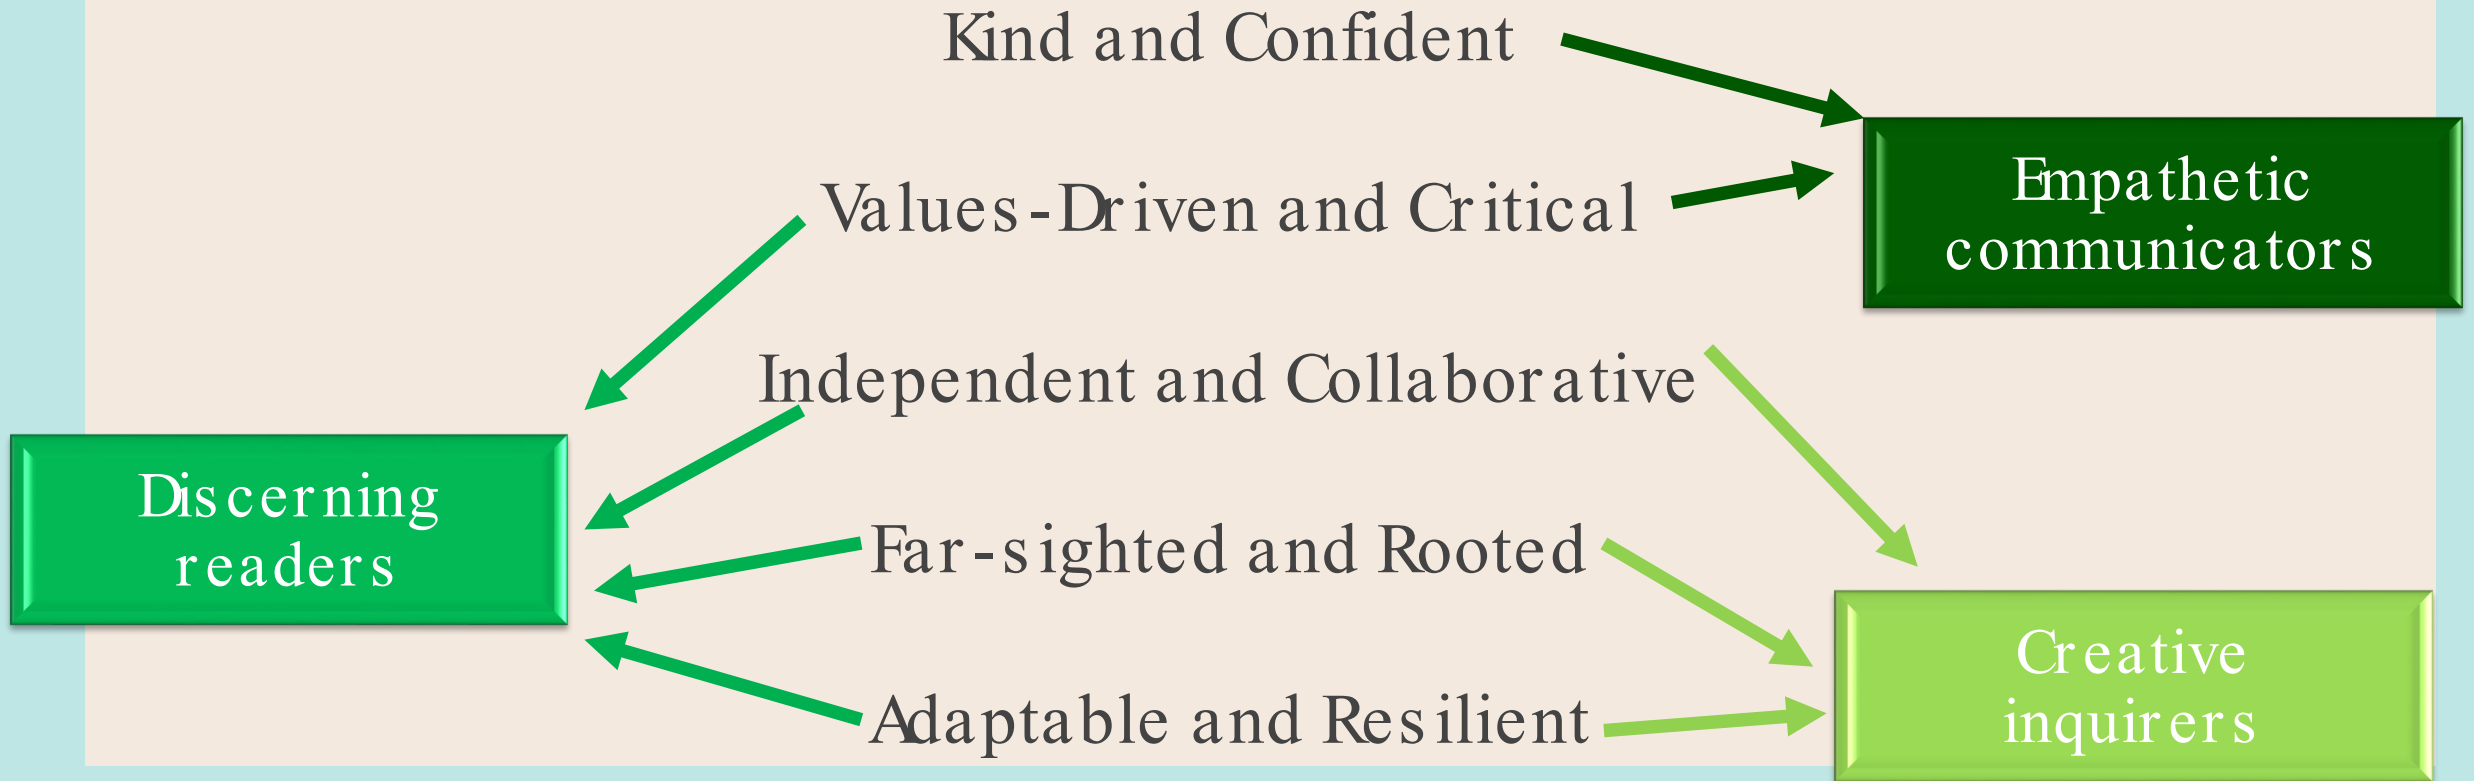 Kind and Confident
Empathetic
communicators
Values-Driven and Critical
Independent and Collaborative
Discerning
readers
Far-sighted and Rooted
Creative
inquirers
Adaptable and Resilient